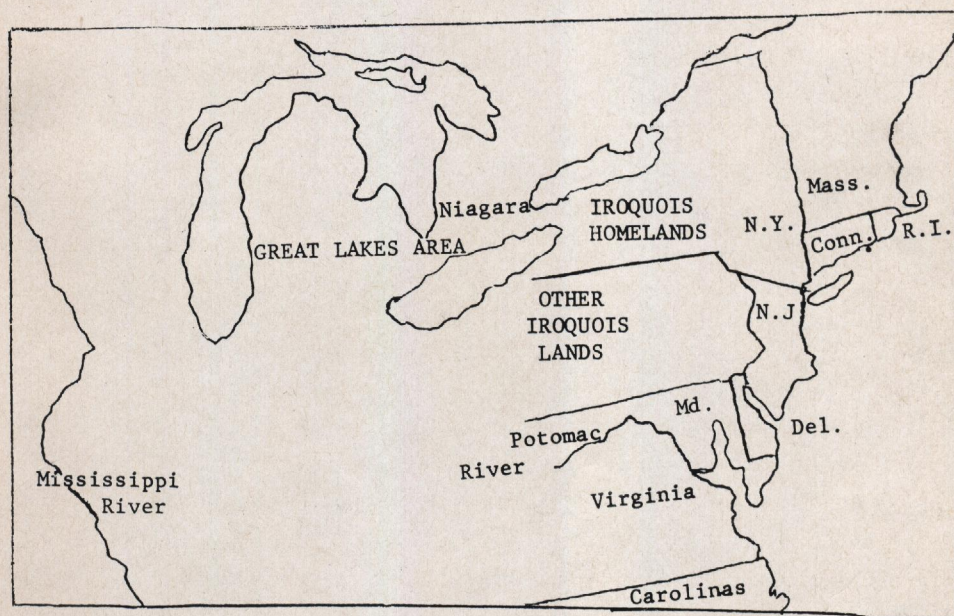 Mass.
Niagara
IROQUOIS
HOMELANDS
N.Y.
Conn.
R.I.
GREAT LAKES AREA
OTHER
IROQUOIS
LANDS
N.J
Md.
Del.
Potomac
River
Mississippi
River
Virginia
Carolinas